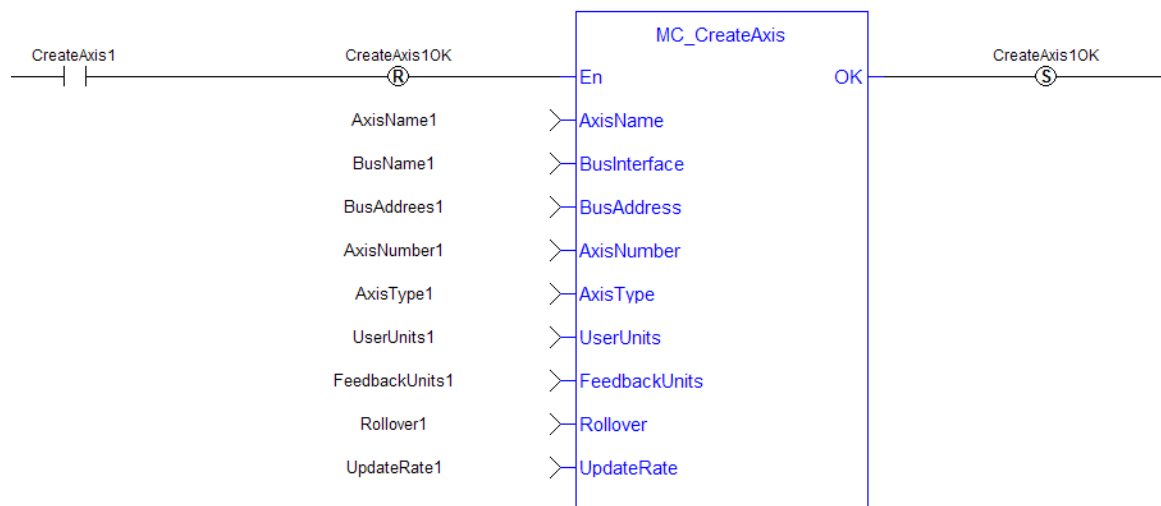 MC_CreateAxis
CreateAxis1 CreateAxis1OK CreateAxis1OK
R En OK S
AxisName1 AxisName
BusName1 BusInterface
BusAddrees1 BusAddress
AxisNumber1 AxisNumber
AxisType1 AxisType
UserUnits1 UserUnits
FeedbackUnits1 FeedbackUnits
Rollover1 Rollover
UpdateRate1 UpdateRate